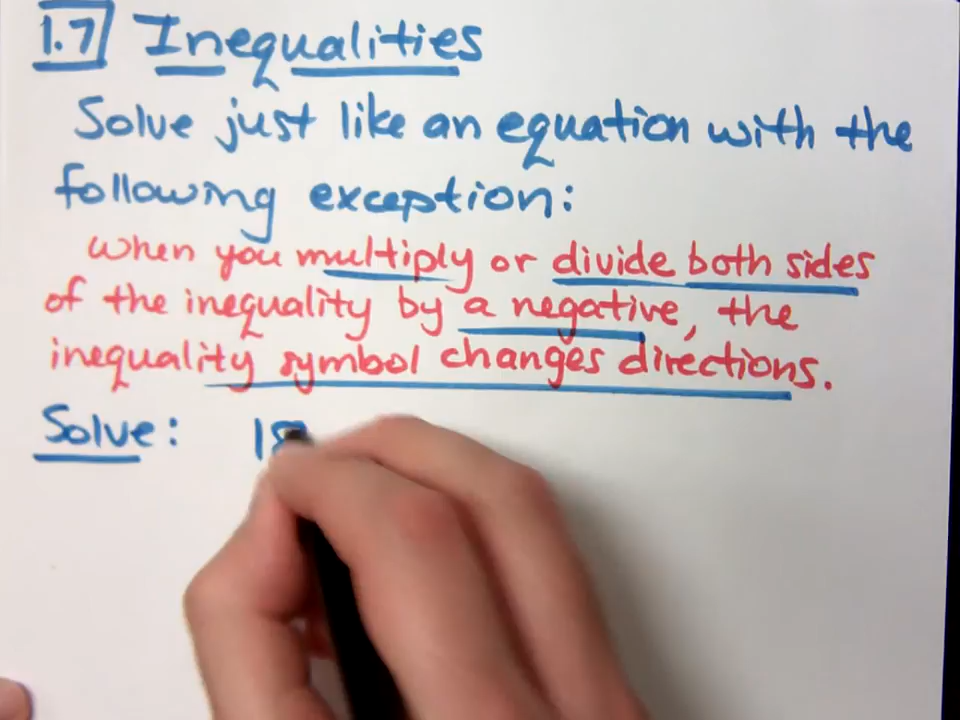 1.7 Inequalities
Solve just like an equation with the
following exception:
when you multiply or divide both sides
of the inequality by a negative, the
inequality symbol changes directions.
Solve: 18